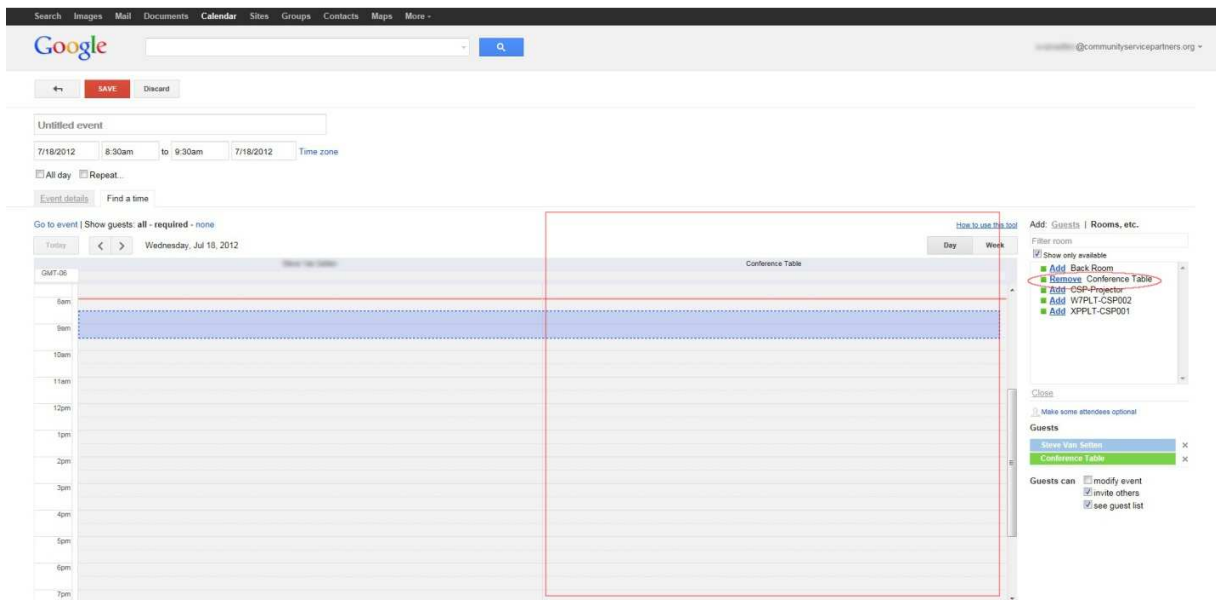 Search Images Mail Documents Calendar Sites Groups Contacts Maps More
Google
@communityservicepartners.org
SAVE Discard
Untitled event
7/18/2012 8:30am to 9:30am 7/18/2012 Time zone
All day Repeat...
Event details Find a time
Go to event | Show guests: all - required - none
How to use this tool
Add: Guests | Rooms, etc.
Today < > Wednesday, Jul 18, 2012
Day Week
Filter room
Show only available
Conference Table
GMT-06
Add Back Room
Remove Conference Table
Add CSP-Projector
Add W7PLT-CSP002
Add XPPLT-CSP001
8am
9am
10am
11am
12pm
1pm
2pm
3pm
4pm
5pm
6pm
7pm
Close
Make some attendees optional
Guests
Steve Van Setten ×
Conference Table ×
Guests can modify event
invite others
see guest list